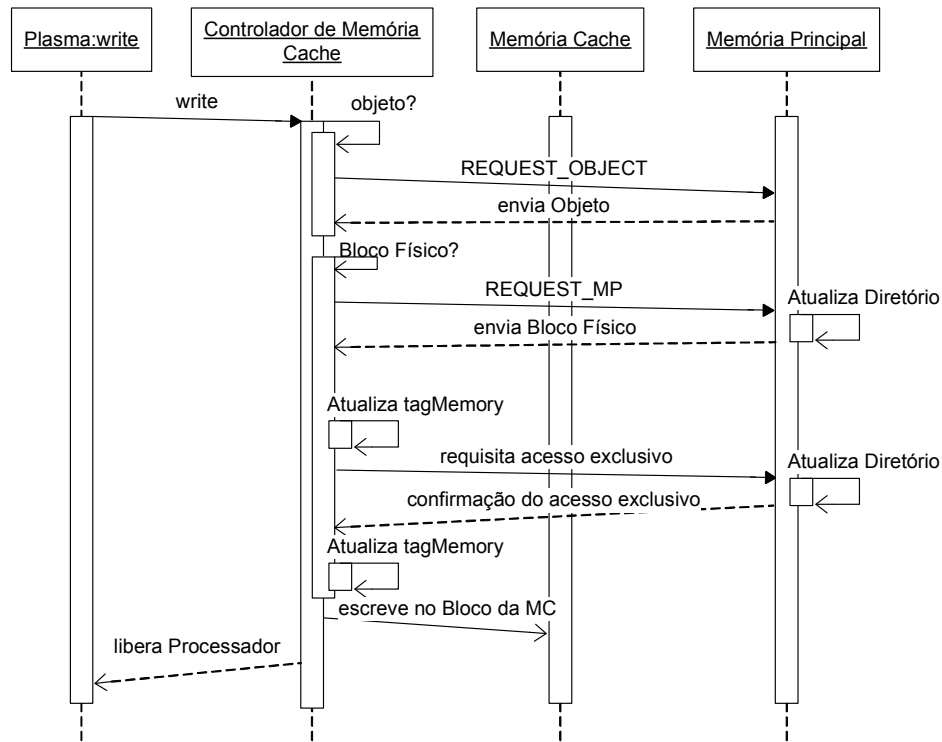 Plasma:write
Controlador de Memória
Cache
Memória Cache
Memória Principal
write
objeto?
REQUEST_OBJECT
envia Objeto
Bloco Físico?
REQUEST_MP
Atualiza Diretório
envia Bloco Físico
Atualiza tagMemory
requisita acesso exclusivo
Atualiza Diretório
confirmação do acesso exclusivo
Atualiza tagMemory
escreve no Bloco da MC
libera Processador